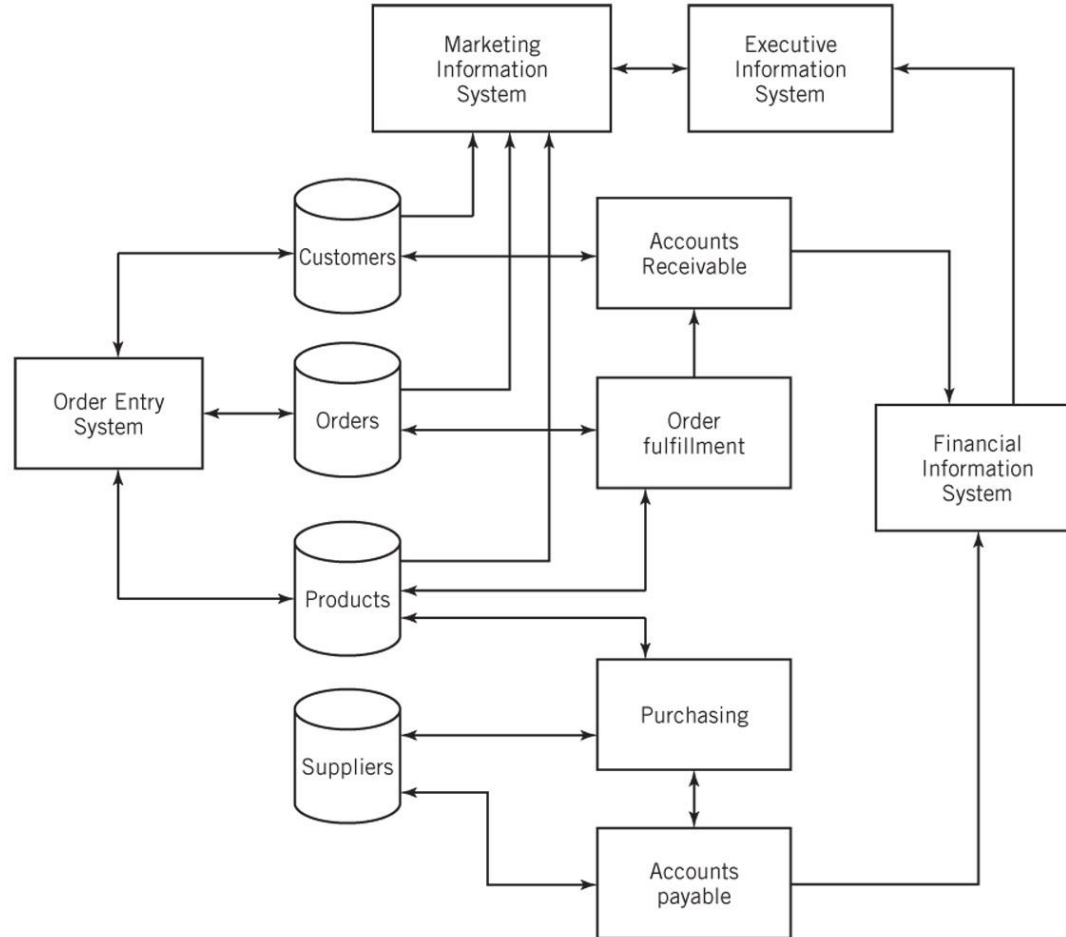 Marketing
Information
System
Executive
Information
System
Customers
Accounts
Receivable
Order Entry
System
Orders
Order
fulfillment
Financial
Information
System
Products
Purchasing
Suppliers
Accounts
payable